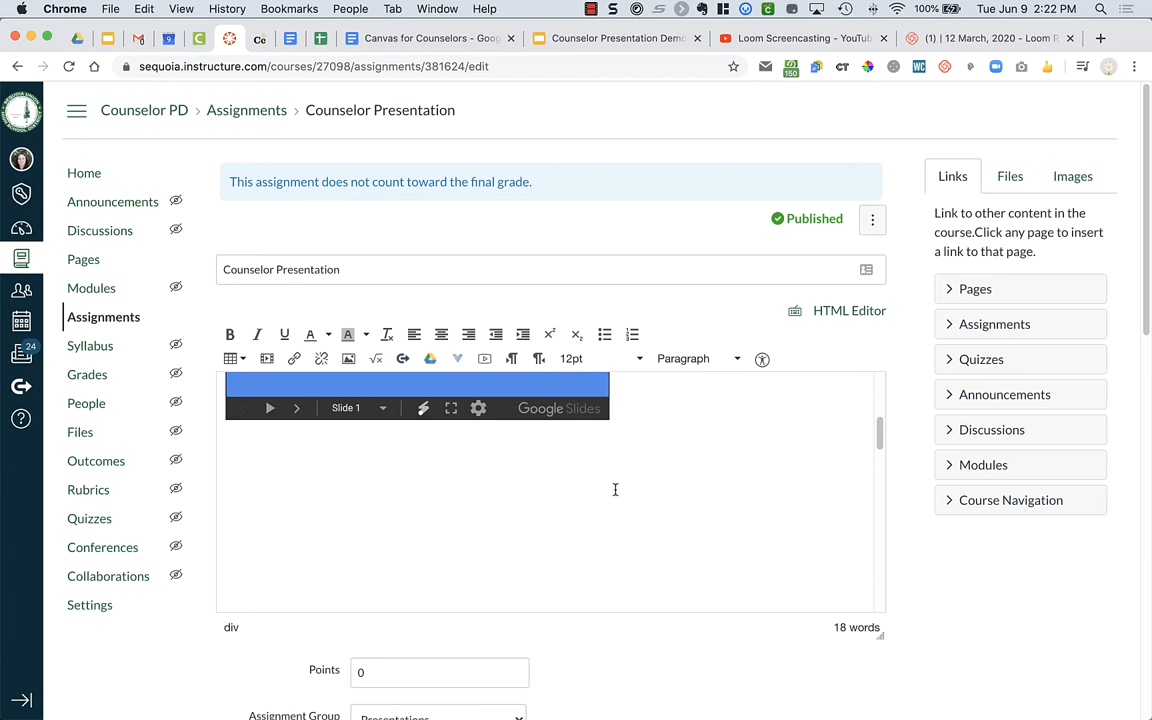 Chrome File Edit View History Bookmarks People Tab Window Help 100% Tue Jun 9 2:22 PM
Canvas for Counselors - Goog Counselor Presentation Demo Loom Screencasting - YouTub (1) | 12 March, 2020 - Loom R
sequoia.instructure.com/courses/27098/assignments/381624/edit
150 CT WC
Counselor PD › Assignments › Counselor Presentation
Home
Announcements
Discussions
Pages
Modules
Assignments
Syllabus
Grades
People
Files
Outcomes
Rubrics
Quizzes
Conferences
Collaborations
Settings
24
This assignment does not count toward the final grade.
Published
Counselor Presentation
HTML Editor
B I U A A
12pt Paragraph
Slide 1 Google Slides
div 18 words
Points 0
Assignment Group Presentations
Links Files Images
Link to other content in the
course.Click any page to insert
a link to that page.
Pages
Assignments
Quizzes
Announcements
Discussions
Modules
Course Navigation